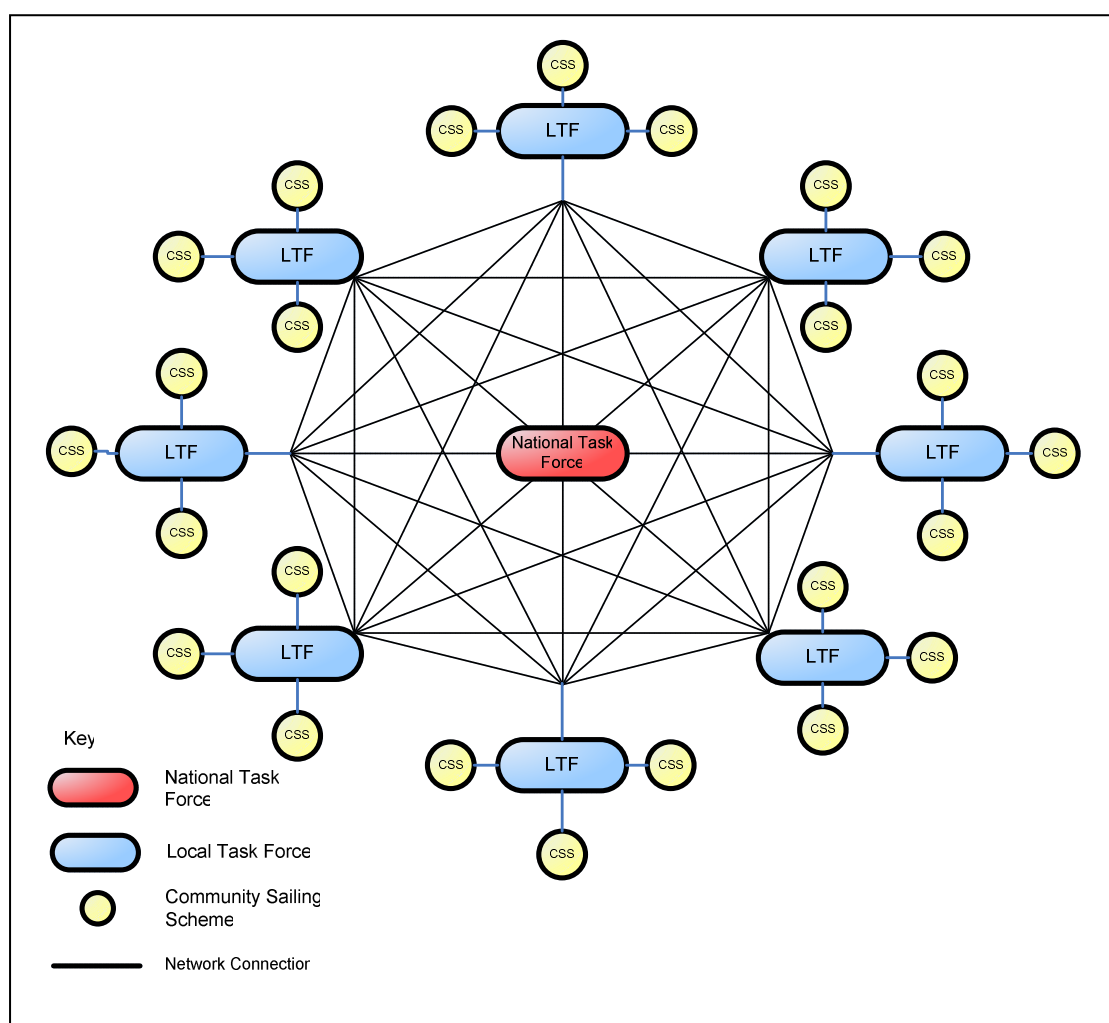 CSS
CSS
LTF
CSS
CSS
CSS
CSS
LTF
LTF
CSS
CSS
CSS
CSS
CSS
CSS
CSS
LTF
National Task
Force
LTF
CSS
CSS
CSS
CSS
CSS
CSS
LTF
LTF
CSS
CSS
CSS
Key
CSS
LTF
CSS
CSS
National Task
Force
Local Task Force
Community Sailing
Scheme
Network Connection